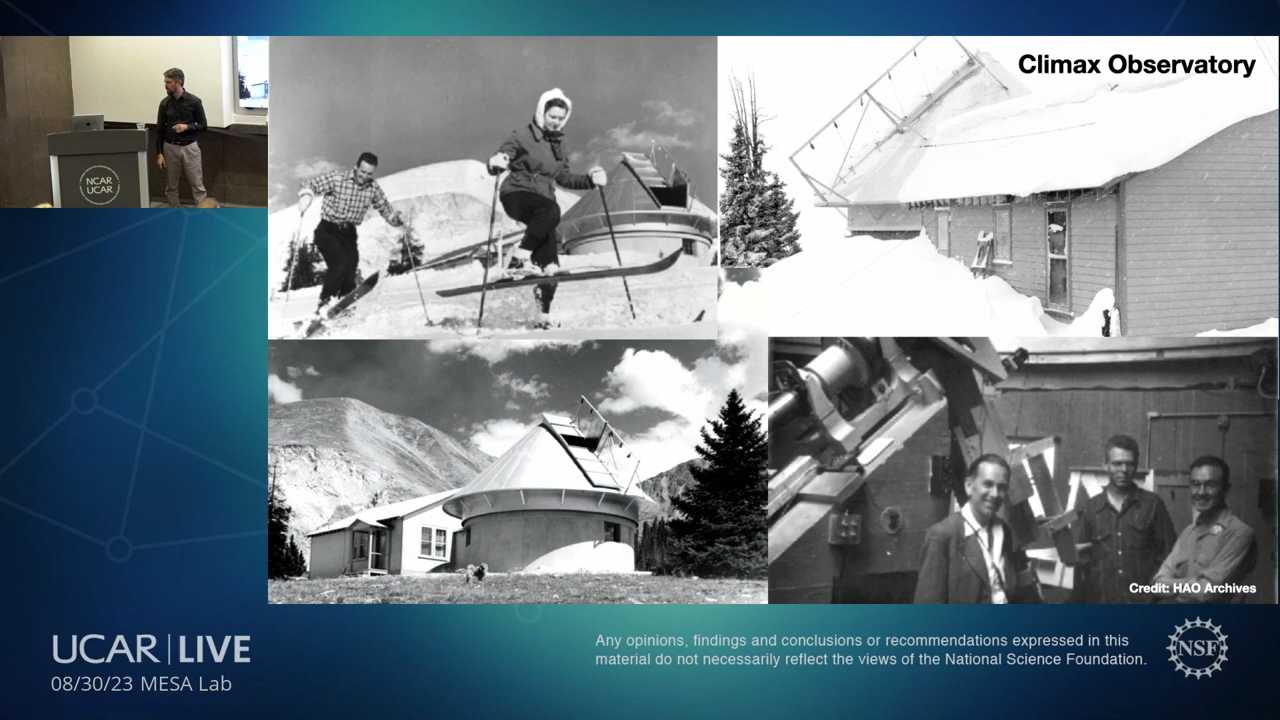 NCAR
UCAR
Climax Observatory
Credit: HAO Archives
UCAR | LIVE
08/30/23 MESA Lab
Any opinions, findings and conclusions or recommendations expressed in this
material do not necessarily reflect the views of the National Science Foundation.
NSF